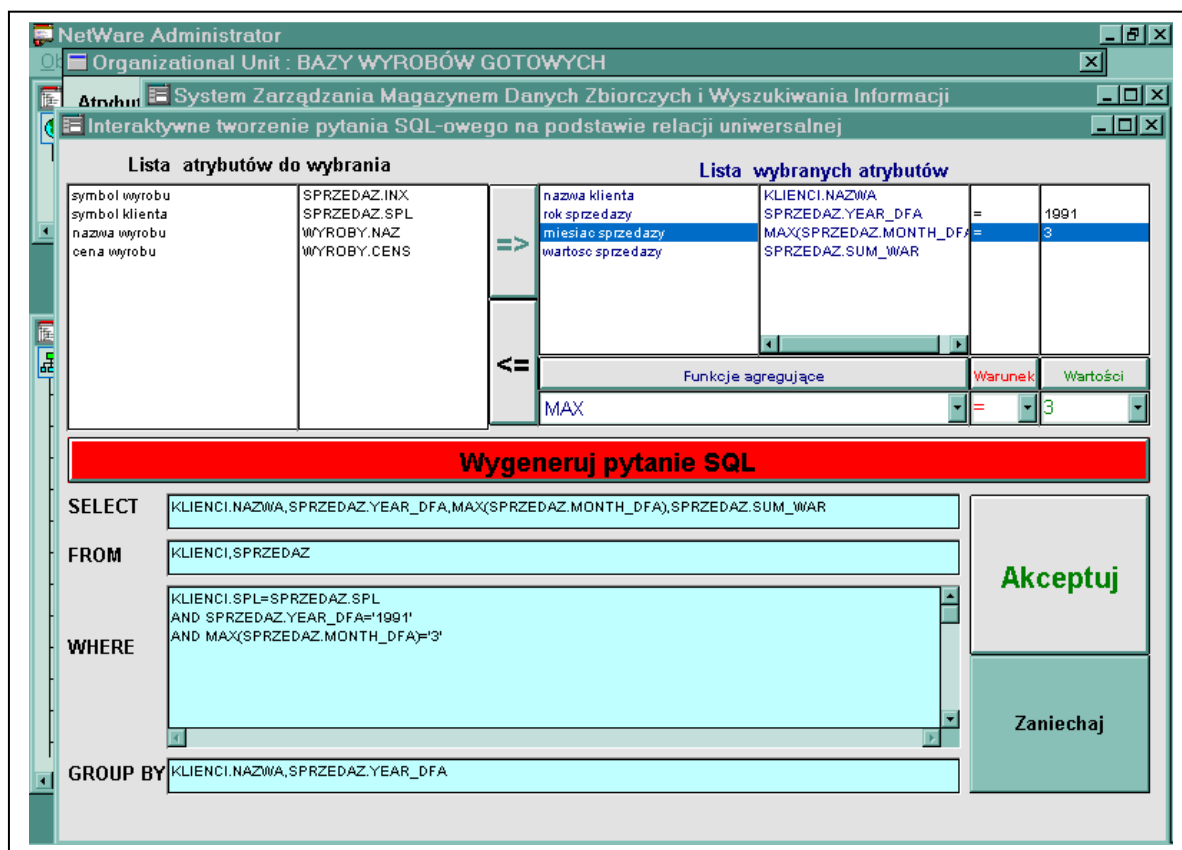 NetWare Administrator
Organizational Unit : BAZY WYROBÓW GOTOWYCH
Atrybut
System Zarządzania Magazynem Danych Zbiorczych i Wyszukiwania Informacji
Interaktywne tworzenie pytania SQL-owego na podstawie relacji uniwersalnej
Lista atrybutów do wybrania
Lista wybranych atrybutów
symbol wyrobu SPRZEDAZ.INX
symbol klienta SPRZEDAZ.SPL
nazwa wyrobu WYROBY.NAZ
cena wyrobu WYROBY.CENS
=>
<=
nazwa klienta KLIENCI.NAZWA
rok sprzedazy SPRZEDAZ.YEAR_DFA = 1991
miesiac sprzedazy MAX(SPRZEDAZ.MONTH_DFA = 3
wartosc sprzedazy SPRZEDAZ.SUM_WAR
Funkcje agregujące Warunek Wartości
MAX = 3
Wygeneruj pytanie SQL
SELECT KLIENCI.NAZWA,SPRZEDAZ.YEAR_DFA,MAX(SPRZEDAZ.MONTH_DFA),SPRZEDAZ.SUM_WAR
FROM KLIENCI,SPRZEDAZ
WHERE
KLIENCI.SPL=SPRZEDAZ.SPL
AND SPRZEDAZ.YEAR_DFA='1991'
AND MAX(SPRZEDAZ.MONTH_DFA)='3'
GROUP BY KLIENCI.NAZWA,SPRZEDAZ.YEAR_DFA
Akceptuj
Zaniechaj